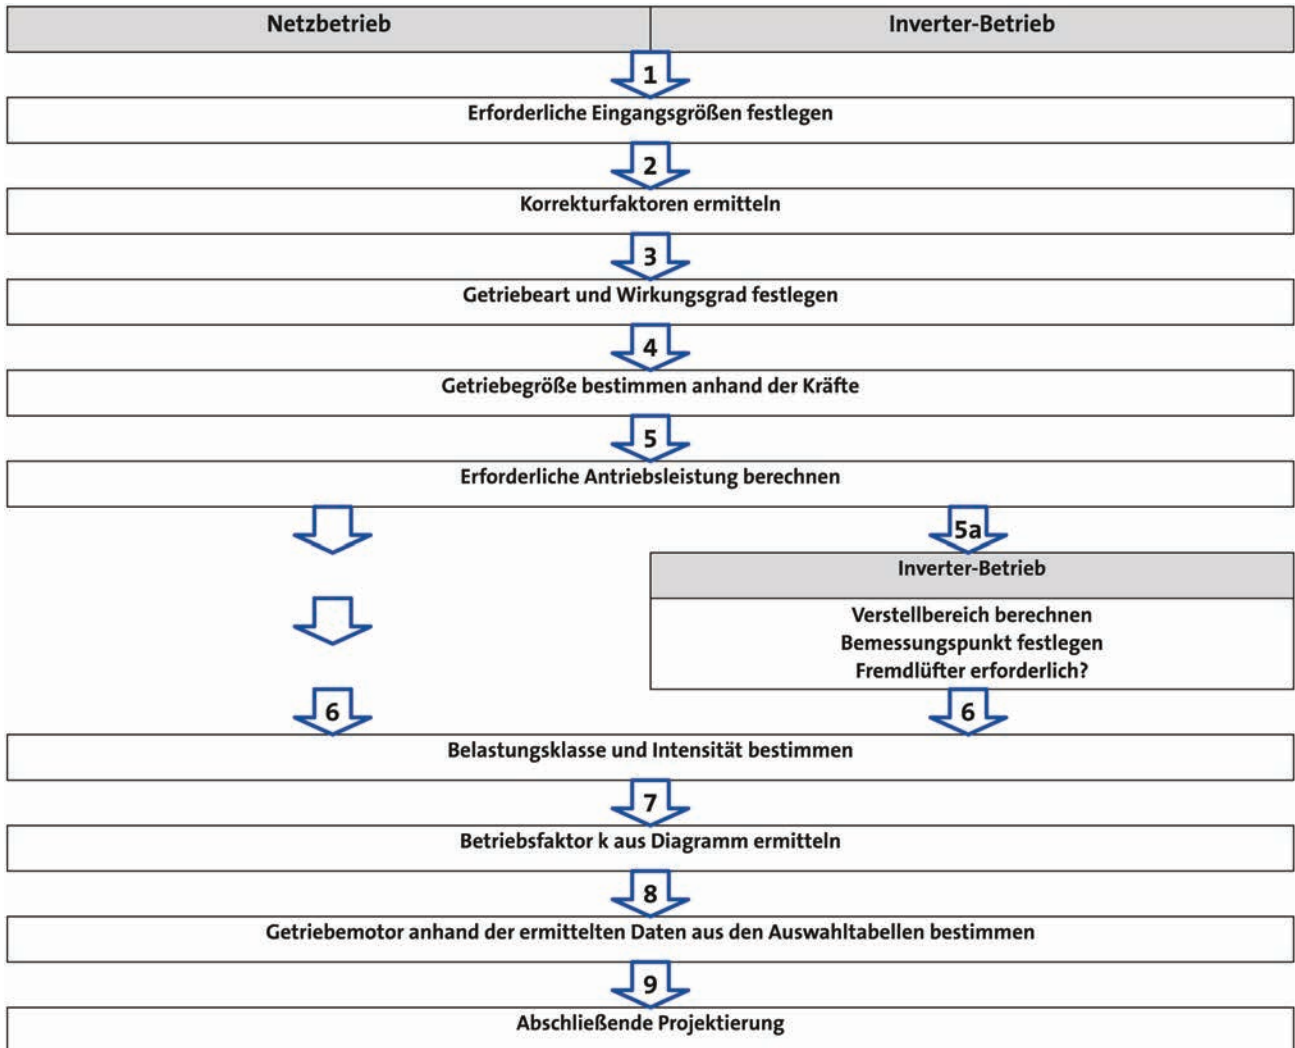 Netzbetrieb
Inverter-Betrieb
1
Erforderliche Eingangsgrößen festlegen
2
Korrekturfaktoren ermitteln
3
Getriebeart und Wirkungsgrad festlegen
4
Getriebegröße bestimmen anhand der Kräfte
5
Erforderliche Antriebsleistung berechnen
5a
Inverter-Betrieb
Verstellbereich berechnen
Bemessungspunkt festlegen
Fremdlüfter erforderlich?
6
6
Belastungsklasse und Intensität bestimmen
7
Betriebsfaktor k aus Diagramm ermitteln
8
Getriebemotor anhand der ermittelten Daten aus den Auswahltabellen bestimmen
9
Abschließende Projektierung